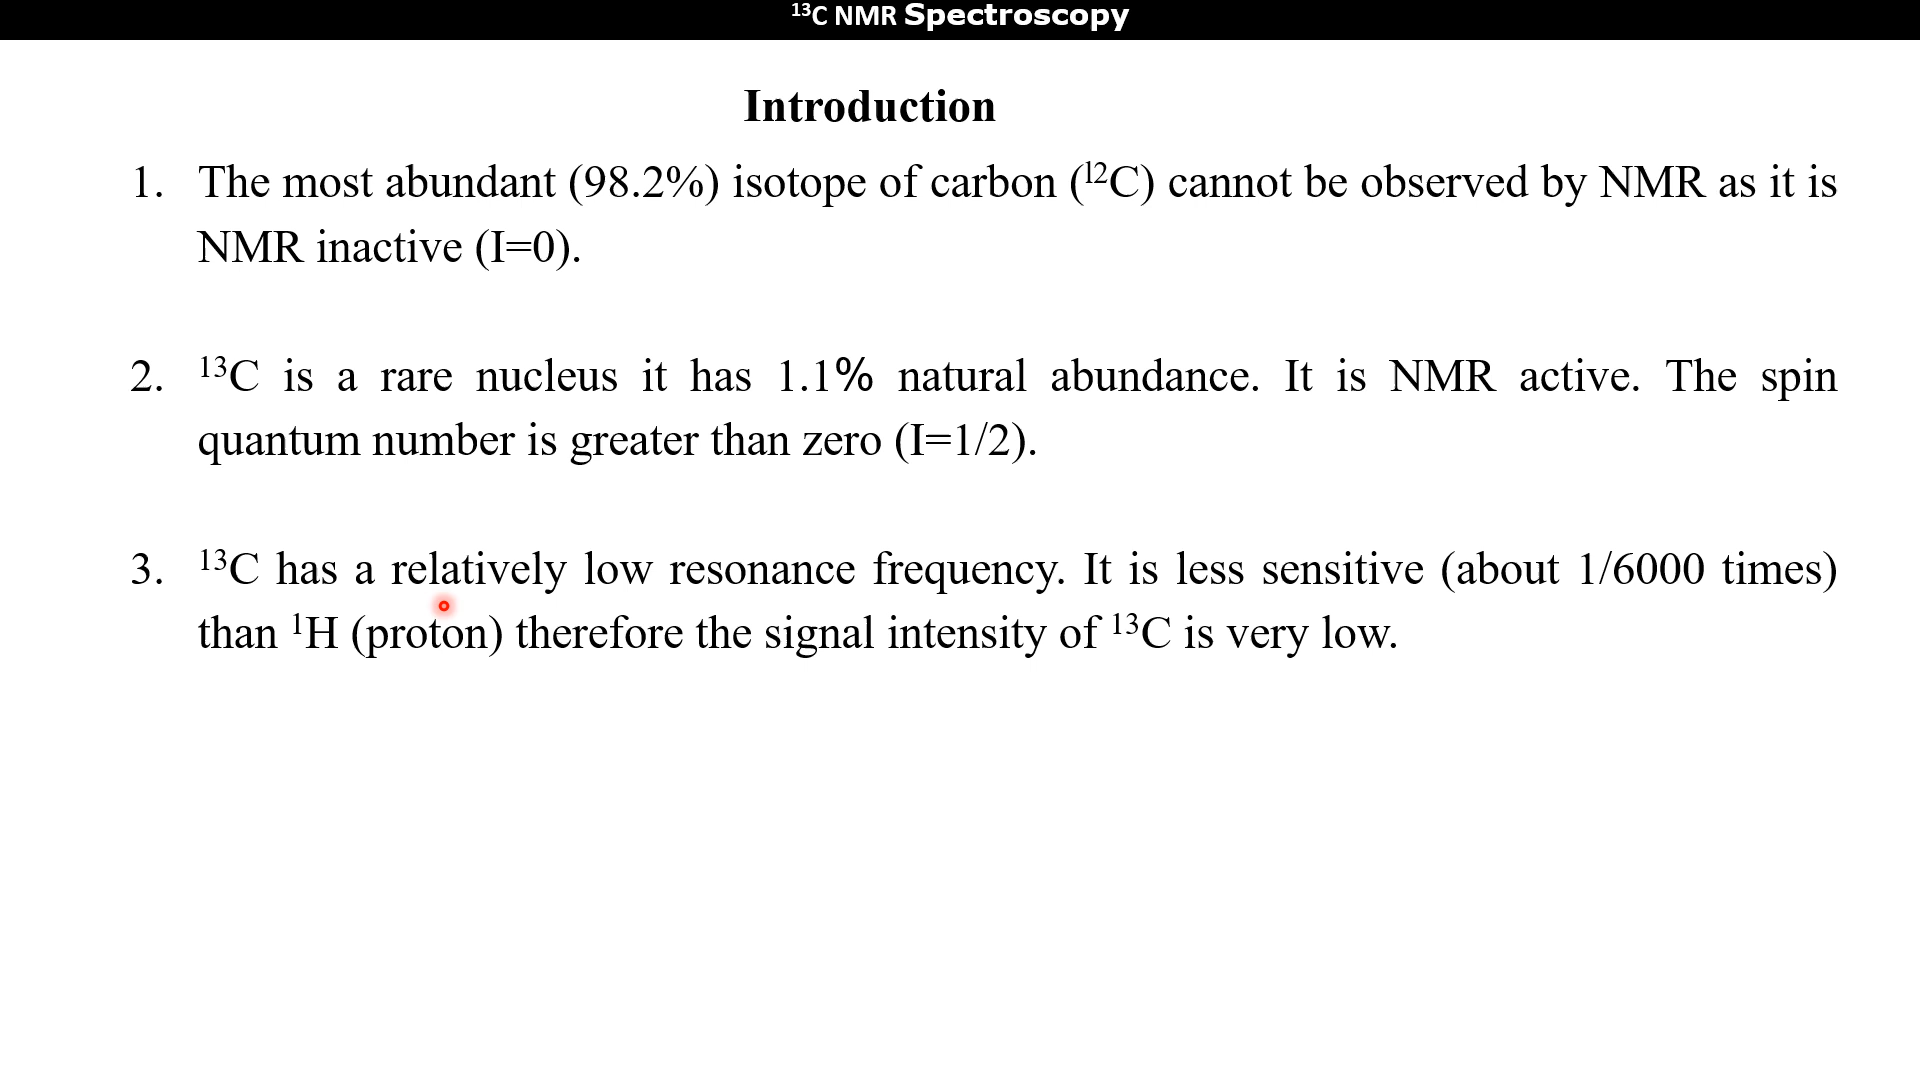 ¹³C NMR Spectroscopy
Introduction
1. The most abundant (98.2%) isotope of carbon (¹²C) cannot be observed by NMR as it is
NMR inactive (I=0).
2. ¹³C is a rare nucleus it has 1.1% natural abundance. It is NMR active. The spin
quantum number is greater than zero (I=1/2).
3. ¹³C has a relatively low resonance frequency. It is less sensitive (about 1/6000 times)
than ¹H (proton) therefore the signal intensity of ¹³C is very low.